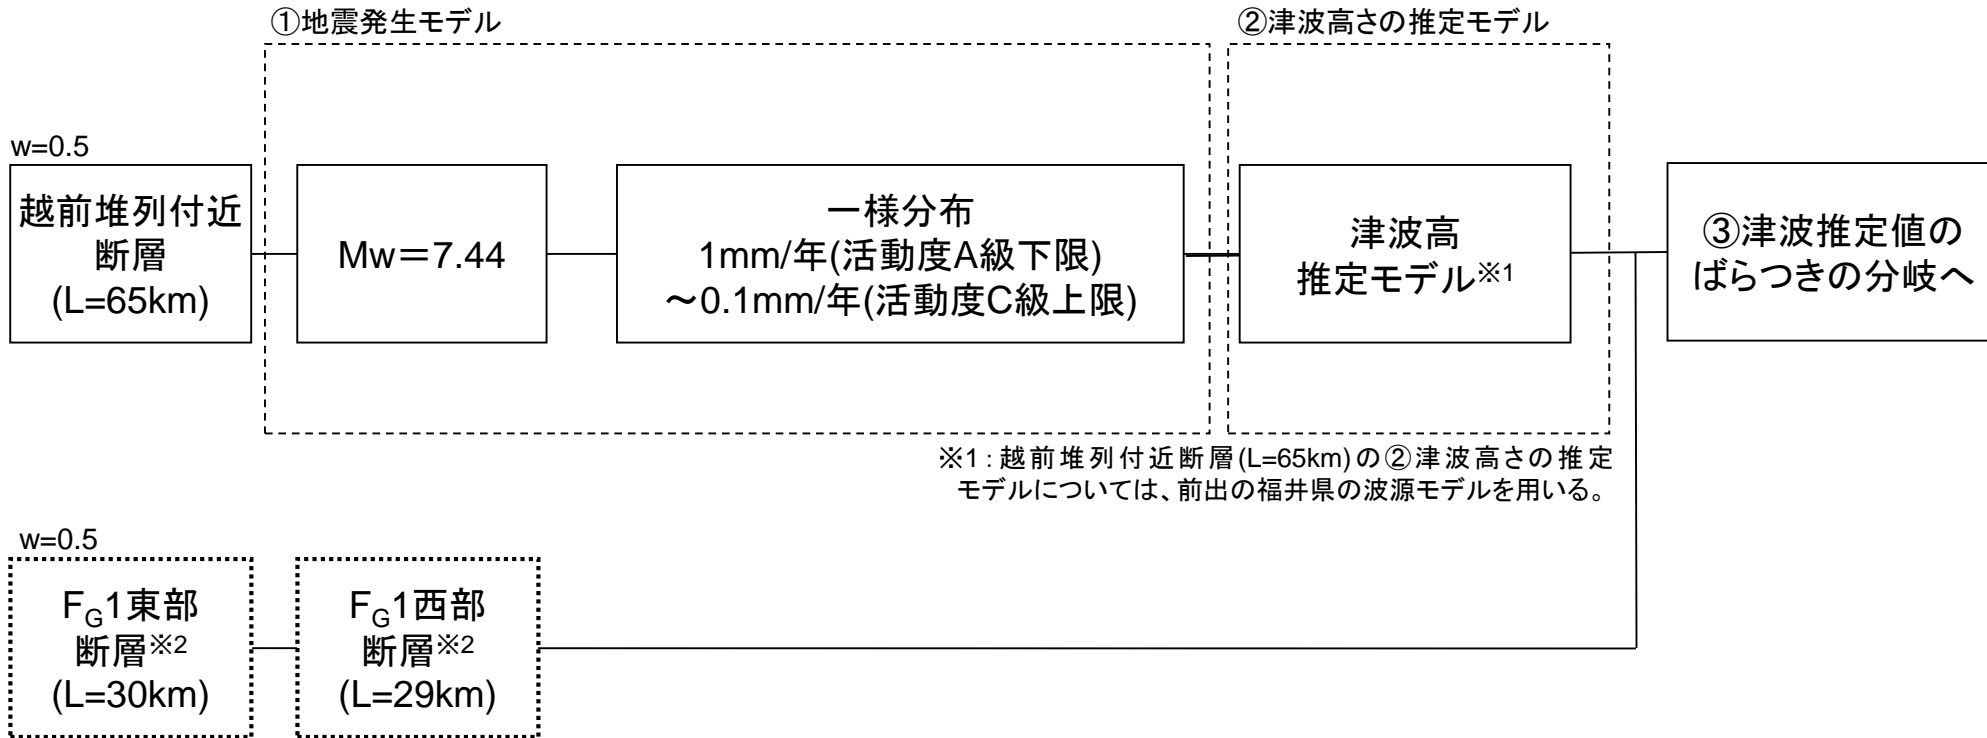 ①地震発生モデル
②津波高さの推定モデル
w=0.5
越前堆列付近
断層
(L=65km)
Mw＝7.44
一様分布
1mm/年(活動度A級下限)
～0.1mm/年(活動度C級上限)
津波高
推定モデル※1
③津波推定値の
ばらつきの分岐へ
※1：越前堆列付近断層(L=65km)の②津波高さの推定
モデルについては、前出の福井県の波源モデルを用いる。
w=0.5
FG1東部
断層※2
(L=30km)
FG1西部
断層※2
(L=29km)